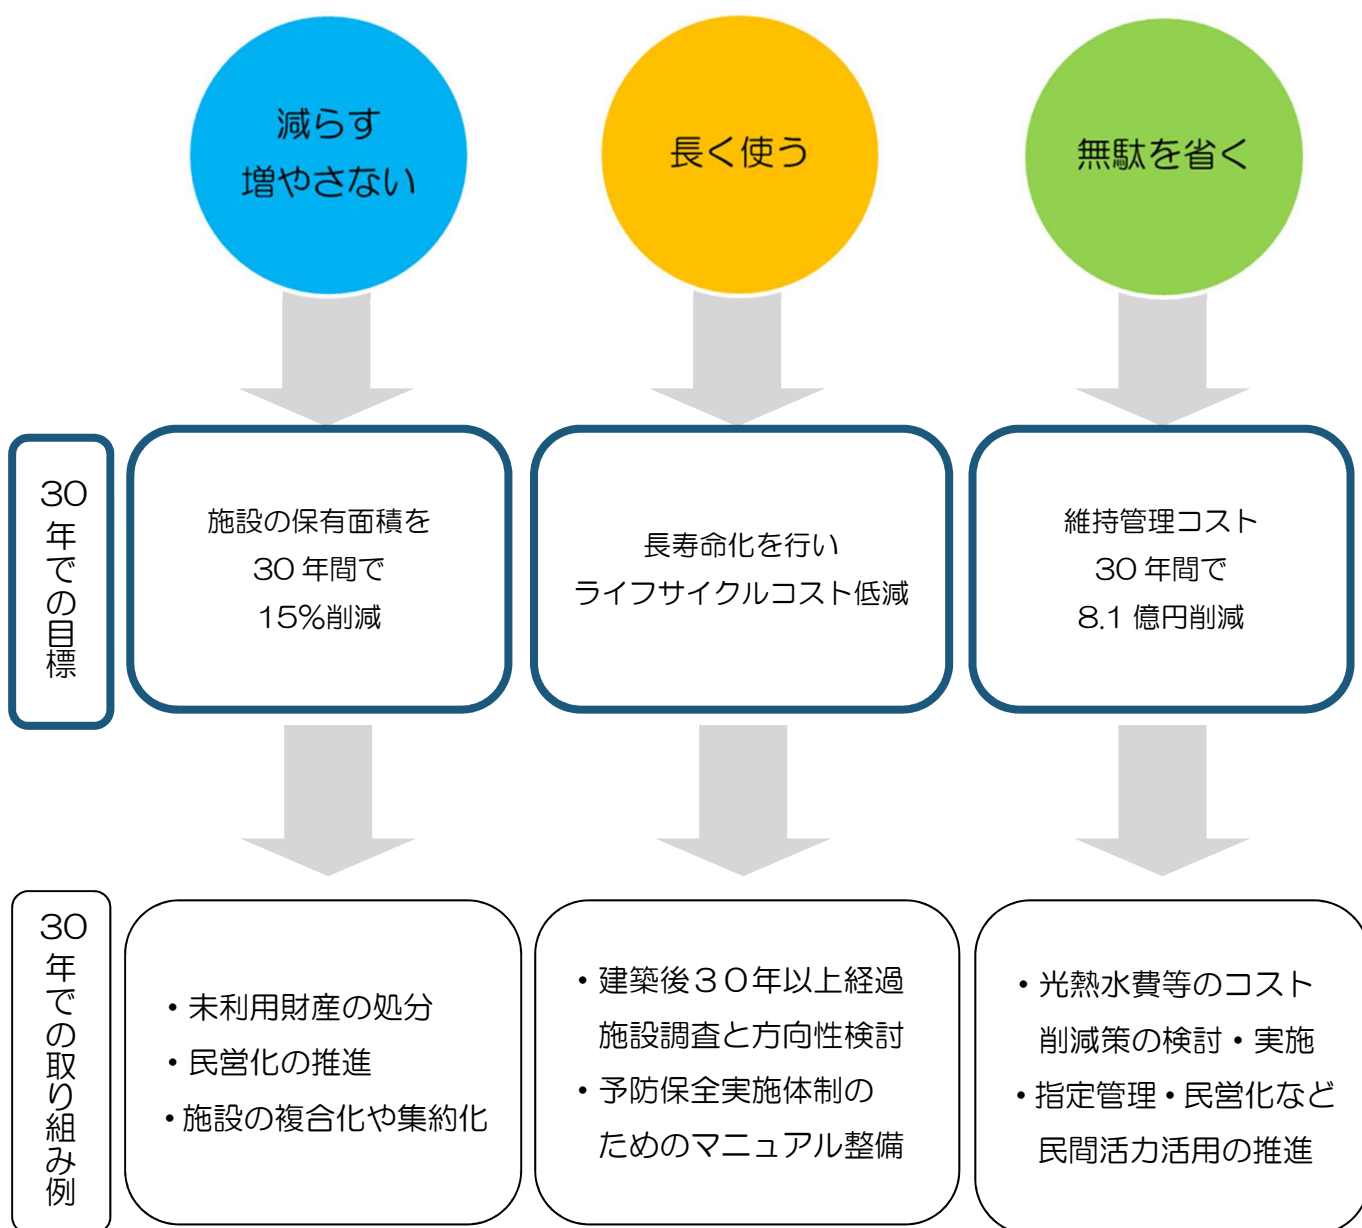 減らす
増やさない
長く使う
無駄を省く
30年での目標
施設の保有面積を
30年間で
15%削減
長寿命化を行い
ライフサイクルコスト低減
維持管理コスト
30年間で
8.1億円削減
30年での取り組み例
・未利用財産の処分
・民営化の推進
・施設の複合化や集約化
・建築後３０年以上経過
施設調査と方向性検討
・予防保全実施体制の
ためのマニュアル整備
・光熱水費等のコスト
削減策の検討・実施
・指定管理・民営化など
民間活力活用の推進